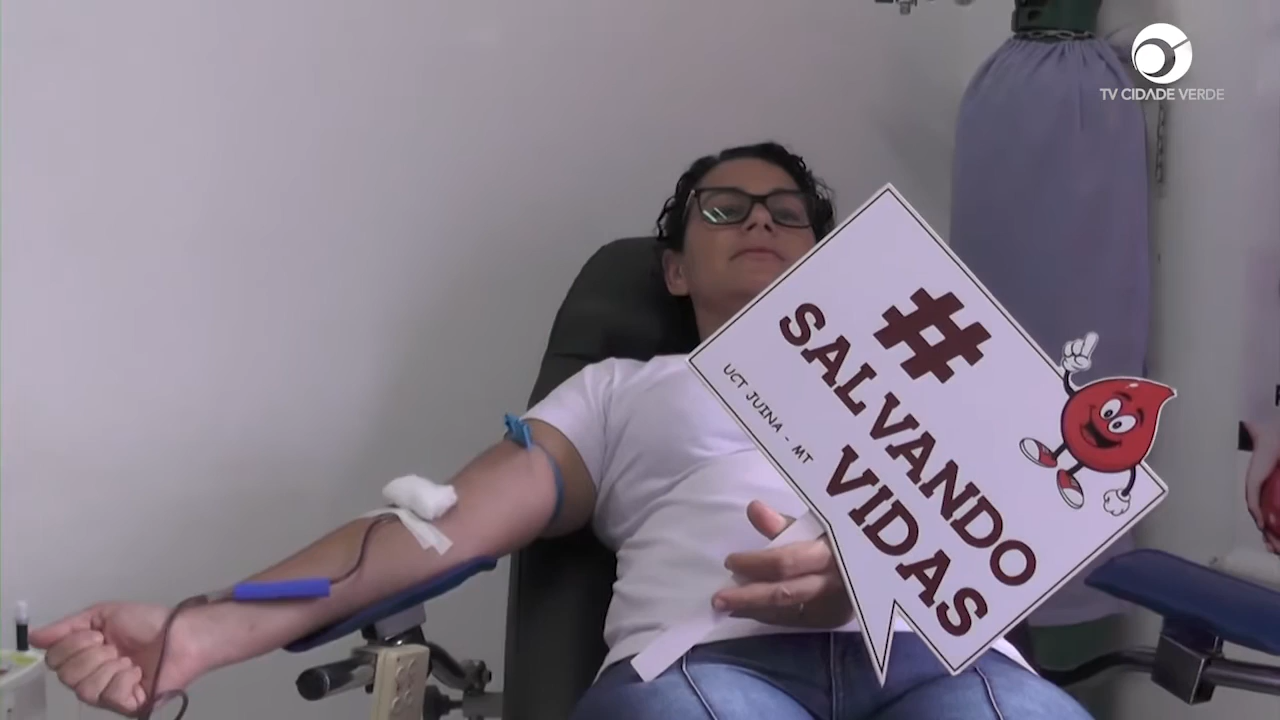 TV CIDADE VERDE
#
SALVANDO
VIDAS
UCT JUINA - MT